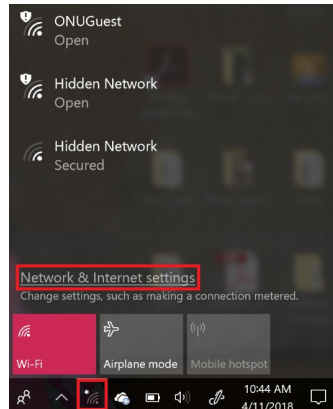 ONUGuest
Open
Hidden Network
Open
Hidden Network
Secured
Network & Internet settings
Change settings, such as making a connection metered.
Wi-Fi
Airplane mode
Mobile hotspot
10:44 AM
4/11/2018